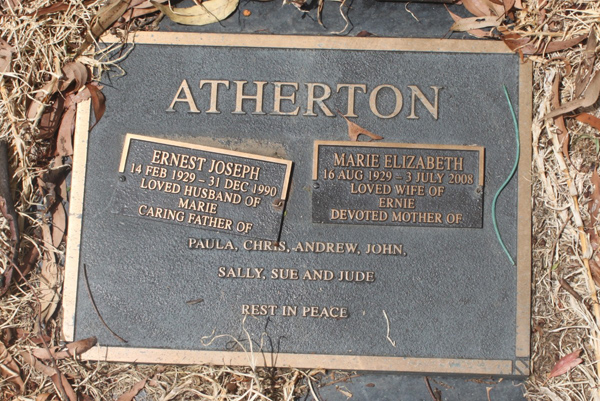 ATHERTON
ERNEST JOSEPH
14 FEB 1929 - 31 DEC 1990
LOVED HUSBAND OF
MARIE
CARING FATHER OF
MARIE ELIZABETH
16 AUG 1929 - 3 JULY 2008
LOVED WIFE OF
ERNIE
DEVOTED MOTHER OF
PAULA, CHRIS, ANDREW, JOHN,
SALLY, SUE AND JUDE
REST IN PEACE